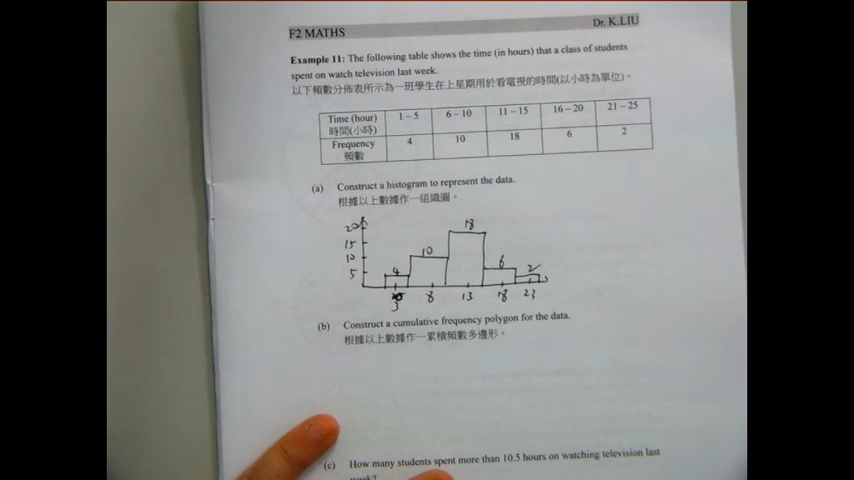 F2 MATHS Dr. K.LIU
Example 11: The following table shows the time (in hours) that a class of students
spent on watch television last week.
以下頻數分佈表所示為一班學生在上星期用於看電視的時間(以小時為單位)。
Time (hour) 1 – 5 6 – 10 11 – 15 16 – 20 21 – 25
時間(小時)
Frequency 4 10 18 6 2
頻數
(a) Construct a histogram to represent the data.
根據以上數據作一組織圖。
20 18
15
10 10
5 4 6 2
3 8 13 18 23
(b) Construct a cumulative frequency polygon for the data.
根據以上數據作一累積頻數多邊形。
(c) How many students spent more than 10.5 hours on watching television last
week?